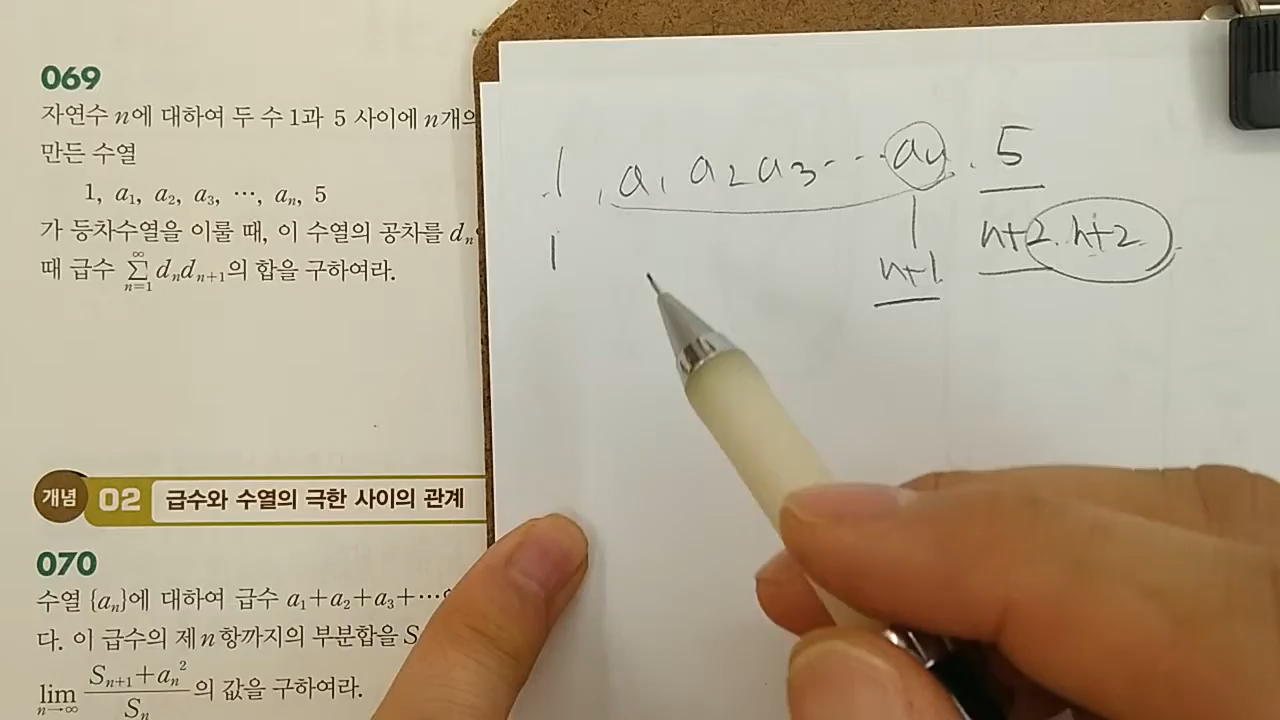 069
자연수 n에 대하여 두 수 1과 5 사이에 n개의
만든 수열
1, a₁, a₂, a₃, ⋯, aₙ, 5
가 등차수열을 이룰 때, 이 수열의 공차를 dₙ
때 급수 ∑_{n=1}^{∞} dₙdₙ₊₁의 합을 구하여라.
개념 02 급수와 수열의 극한 사이의 관계
070
수열 {aₙ}에 대하여 급수 a₁+a₂+a₃+⋯
다. 이 급수의 제n항까지의 부분합을 S
lim_{n→∞} (Sₙ₊₁+aₙ²)/Sₙ 의 값을 구하여라.
1, a₁ a₂ a₃ ⋯ aₙ, 5
1 n+1 n+2. n+2